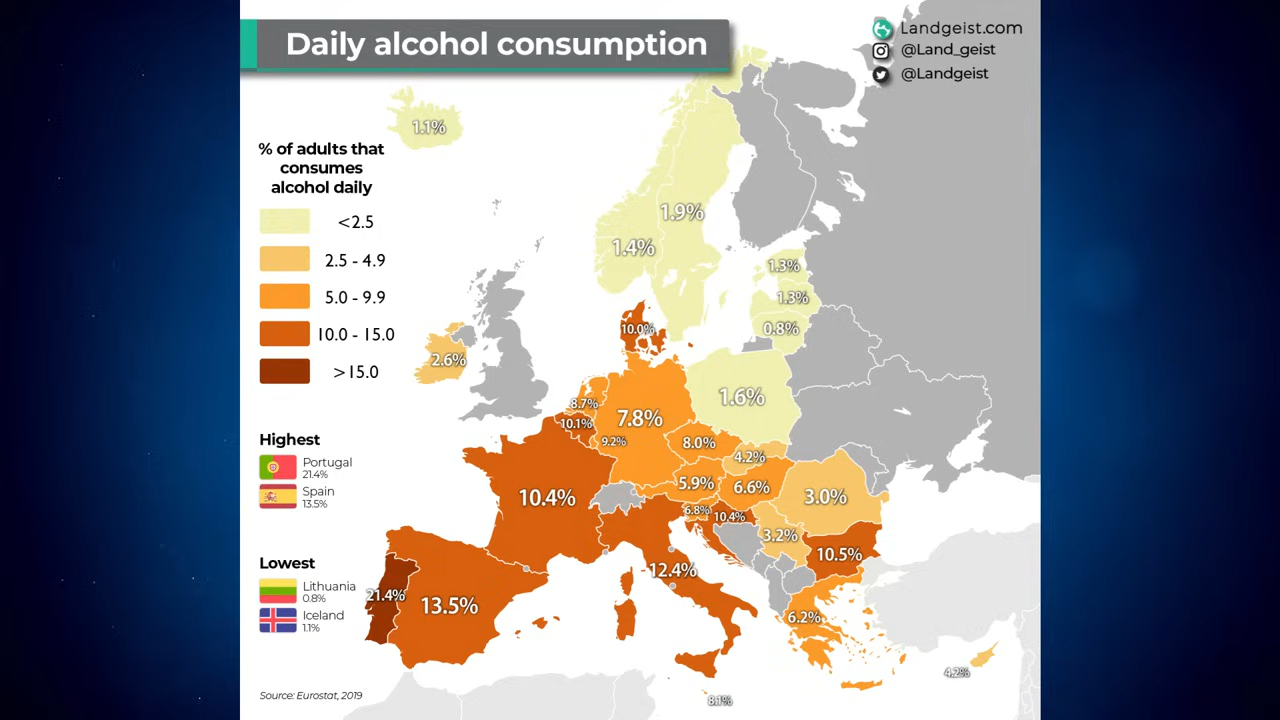 Daily alcohol consumption
Landgeist.com
@Land_geist
@Landgeist
% of adults that
consumes
alcohol daily
<2.5
2.5 - 4.9
5.0 - 9.9
10.0 - 15.0
>15.0
Highest
Portugal
21.4%
Spain
13.5%
Lowest
Lithuania
0.8%
Iceland
1.1%
Source: Eurostat, 2019
1.1%
1.9%
1.4%
1.3%
1.3%
0.8%
10.0%
2.6%
1.6%
8.7%
7.8%
10.1%
9.2%
8.0%
4.2%
5.9%
6.6%
10.4%
3.0%
6.8%
10.4%
3.2%
10.5%
12.4%
21.4%
13.5%
6.2%
4.2%
8.1%